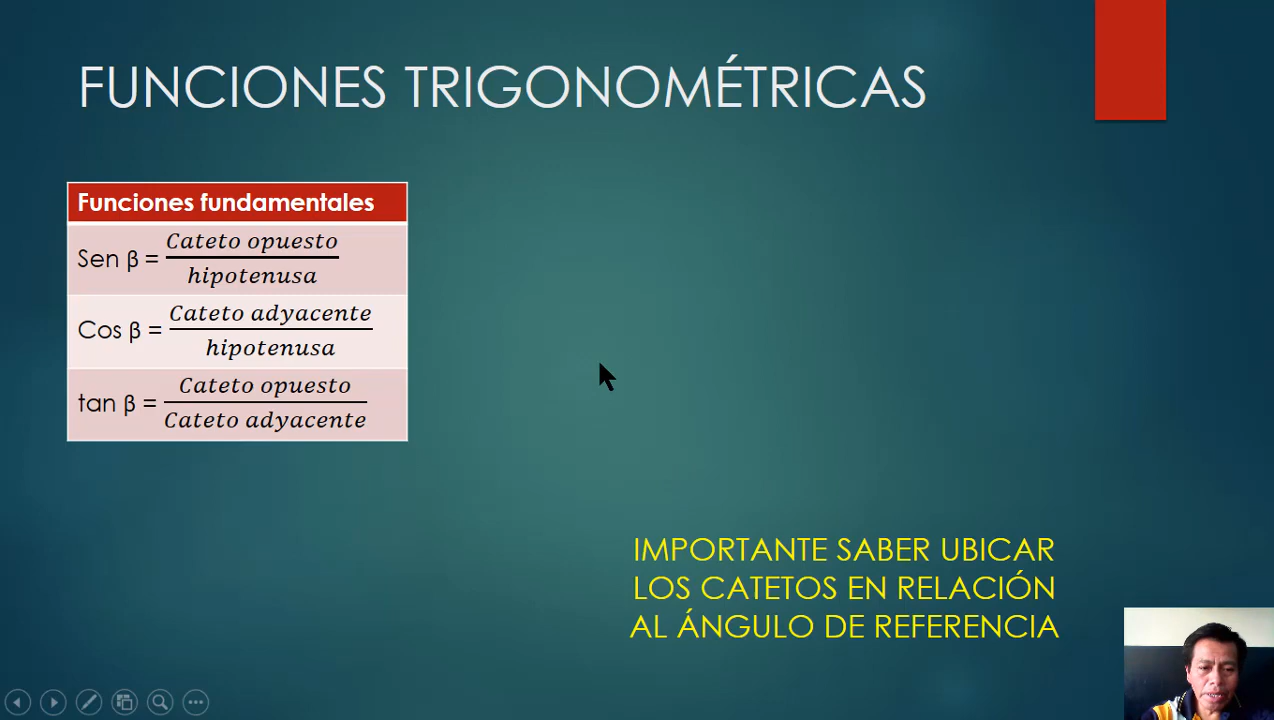 FUNCIONES TRIGONOMÉTRICAS
Funciones fundamentales
Sen β = Cateto opuesto / hipotenusa
Cos β = Cateto adyacente / hipotenusa
tan β = Cateto opuesto / Cateto adyacente
IMPORTANTE SABER UBICAR
LOS CATETOS EN RELACIÓN
AL ÁNGULO DE REFERENCIA